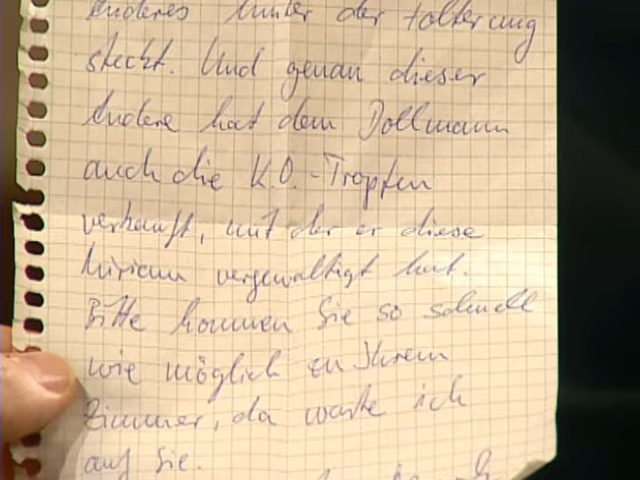 Anderes hinter der Folterung
steckt. Und genau dieser
Andere hat dem Dollmann
auch die K.O.-Tropfen
verkauft, mit der er diese
Miriam vergewaltigt hat.
Bitte kommen Sie so schnell
wie möglich zu Ihrem
Zimmer, da warte ich
auf Sie.